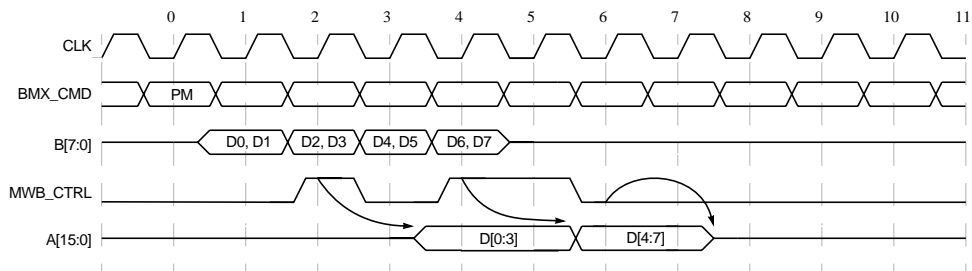 0 1 2 3 4 5 6 7 8 9 10 11
CLK
BMX_CMD PM
B[7:0] D0, D1 D2, D3 D4, D5 D6, D7
MWB_CTRL
A[15:0] D[0:3] D[4:7]